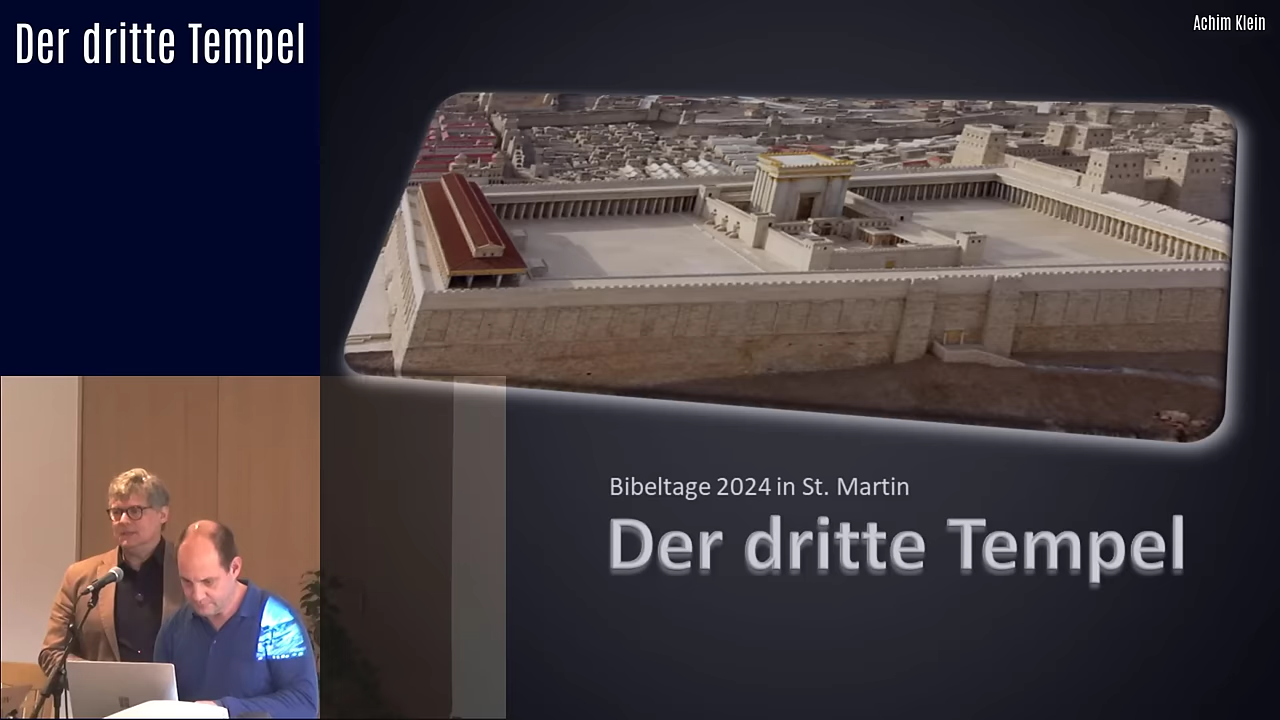 Der dritte Tempel
Achim Klein
Bibeltage 2024 in St. Martin
Der dritte Tempel